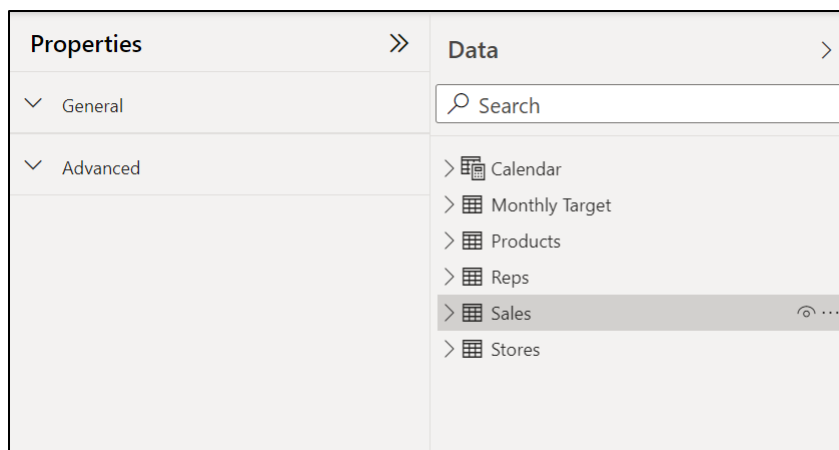 Properties
General
Advanced
Data
Search
Calendar
Monthly Target
Products
Reps
Sales
Stores